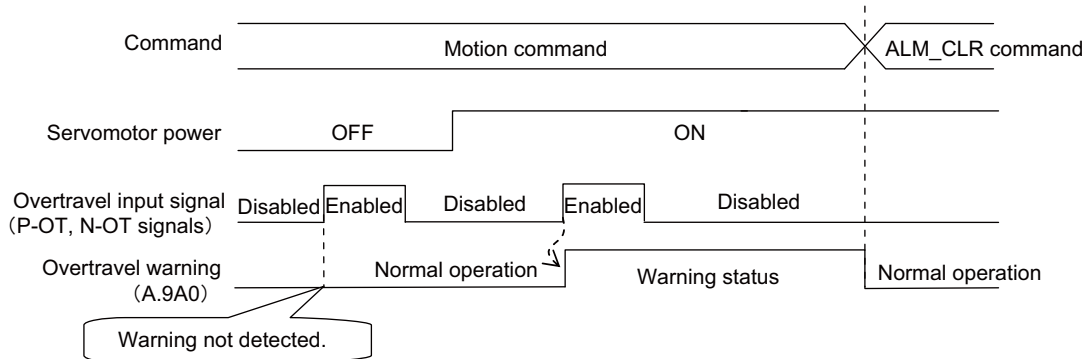 Command
Motion command
ALM_CLR command
Servomotor power
OFF
ON
Overtravel input signal
(P-OT, N-OT signals)
Disabled
Enabled
Disabled
Enabled
Disabled
Overtravel warning
(A.9A0)
Normal operation
Warning status
Normal operation
Warning not detected.